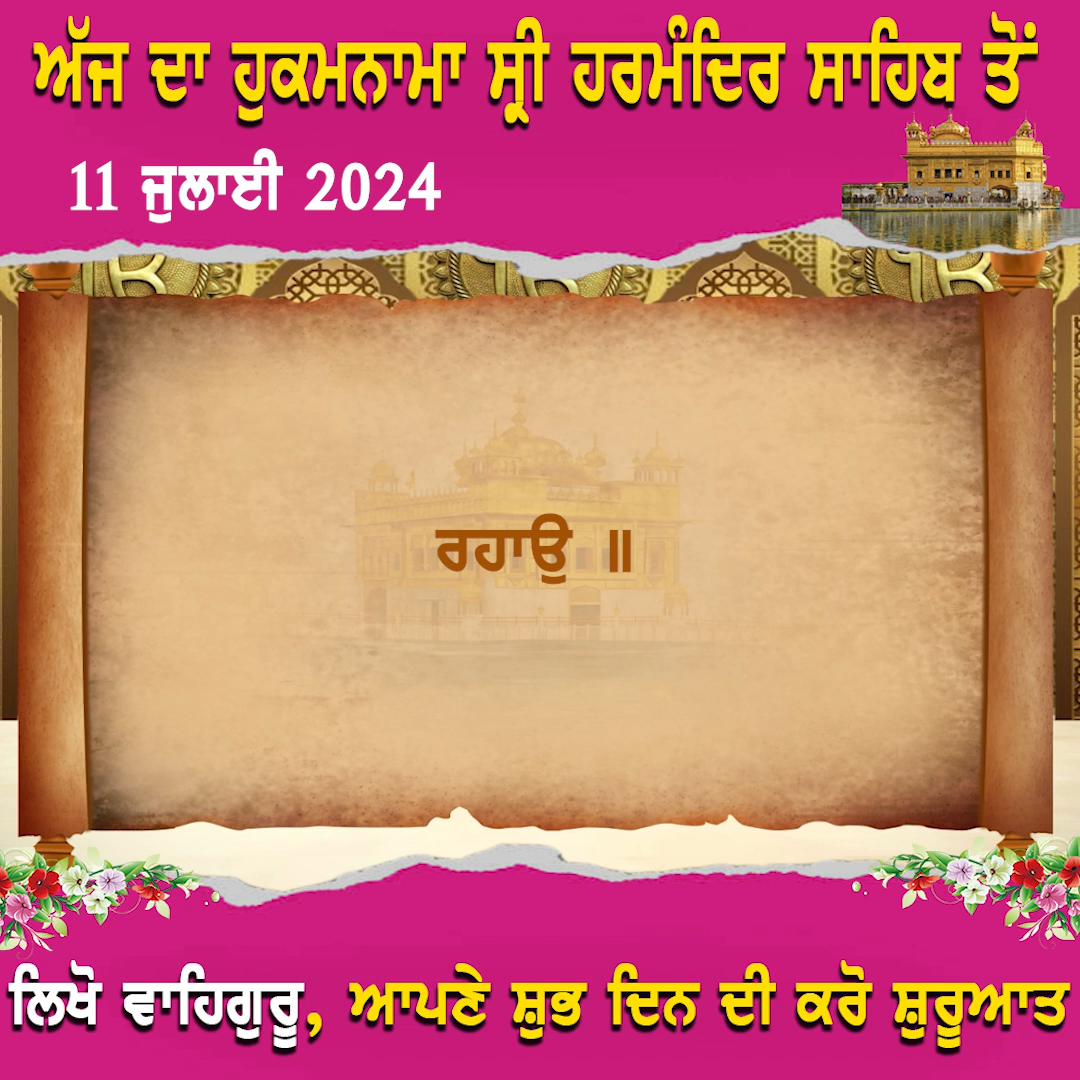 ਅੱਜ ਦਾ ਹੁਕਮਨਾਮਾ ਸ੍ਰੀ ਹਰਮੰਦਿਰ ਸਾਹਿਬ ਤੋਂ
11 ਜੁਲਾਈ 2024
ਰਹਾਉ ॥
ਲਿਖੋ ਵਾਹਿਗੁਰੂ, ਆਪਣੇ ਸ਼ੁਭ ਦਿਨ ਦੀ ਕਰੋ ਸ਼ੁਰੂਆਤ